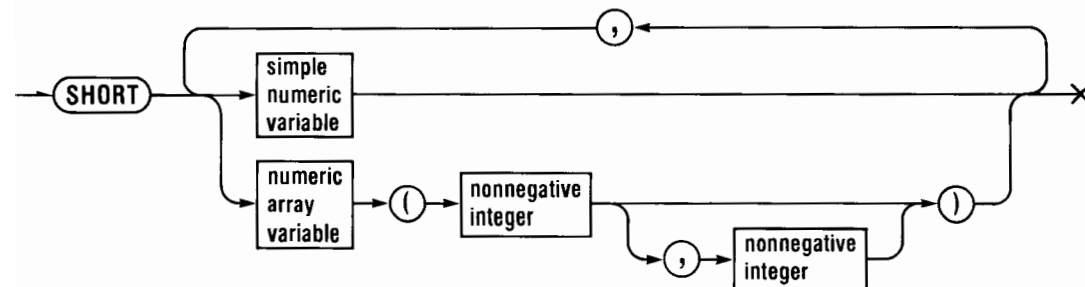 ,
SHORT
simple
numeric
variable
numeric
array
variable
(
nonnegative
integer
)
,
nonnegative
integer